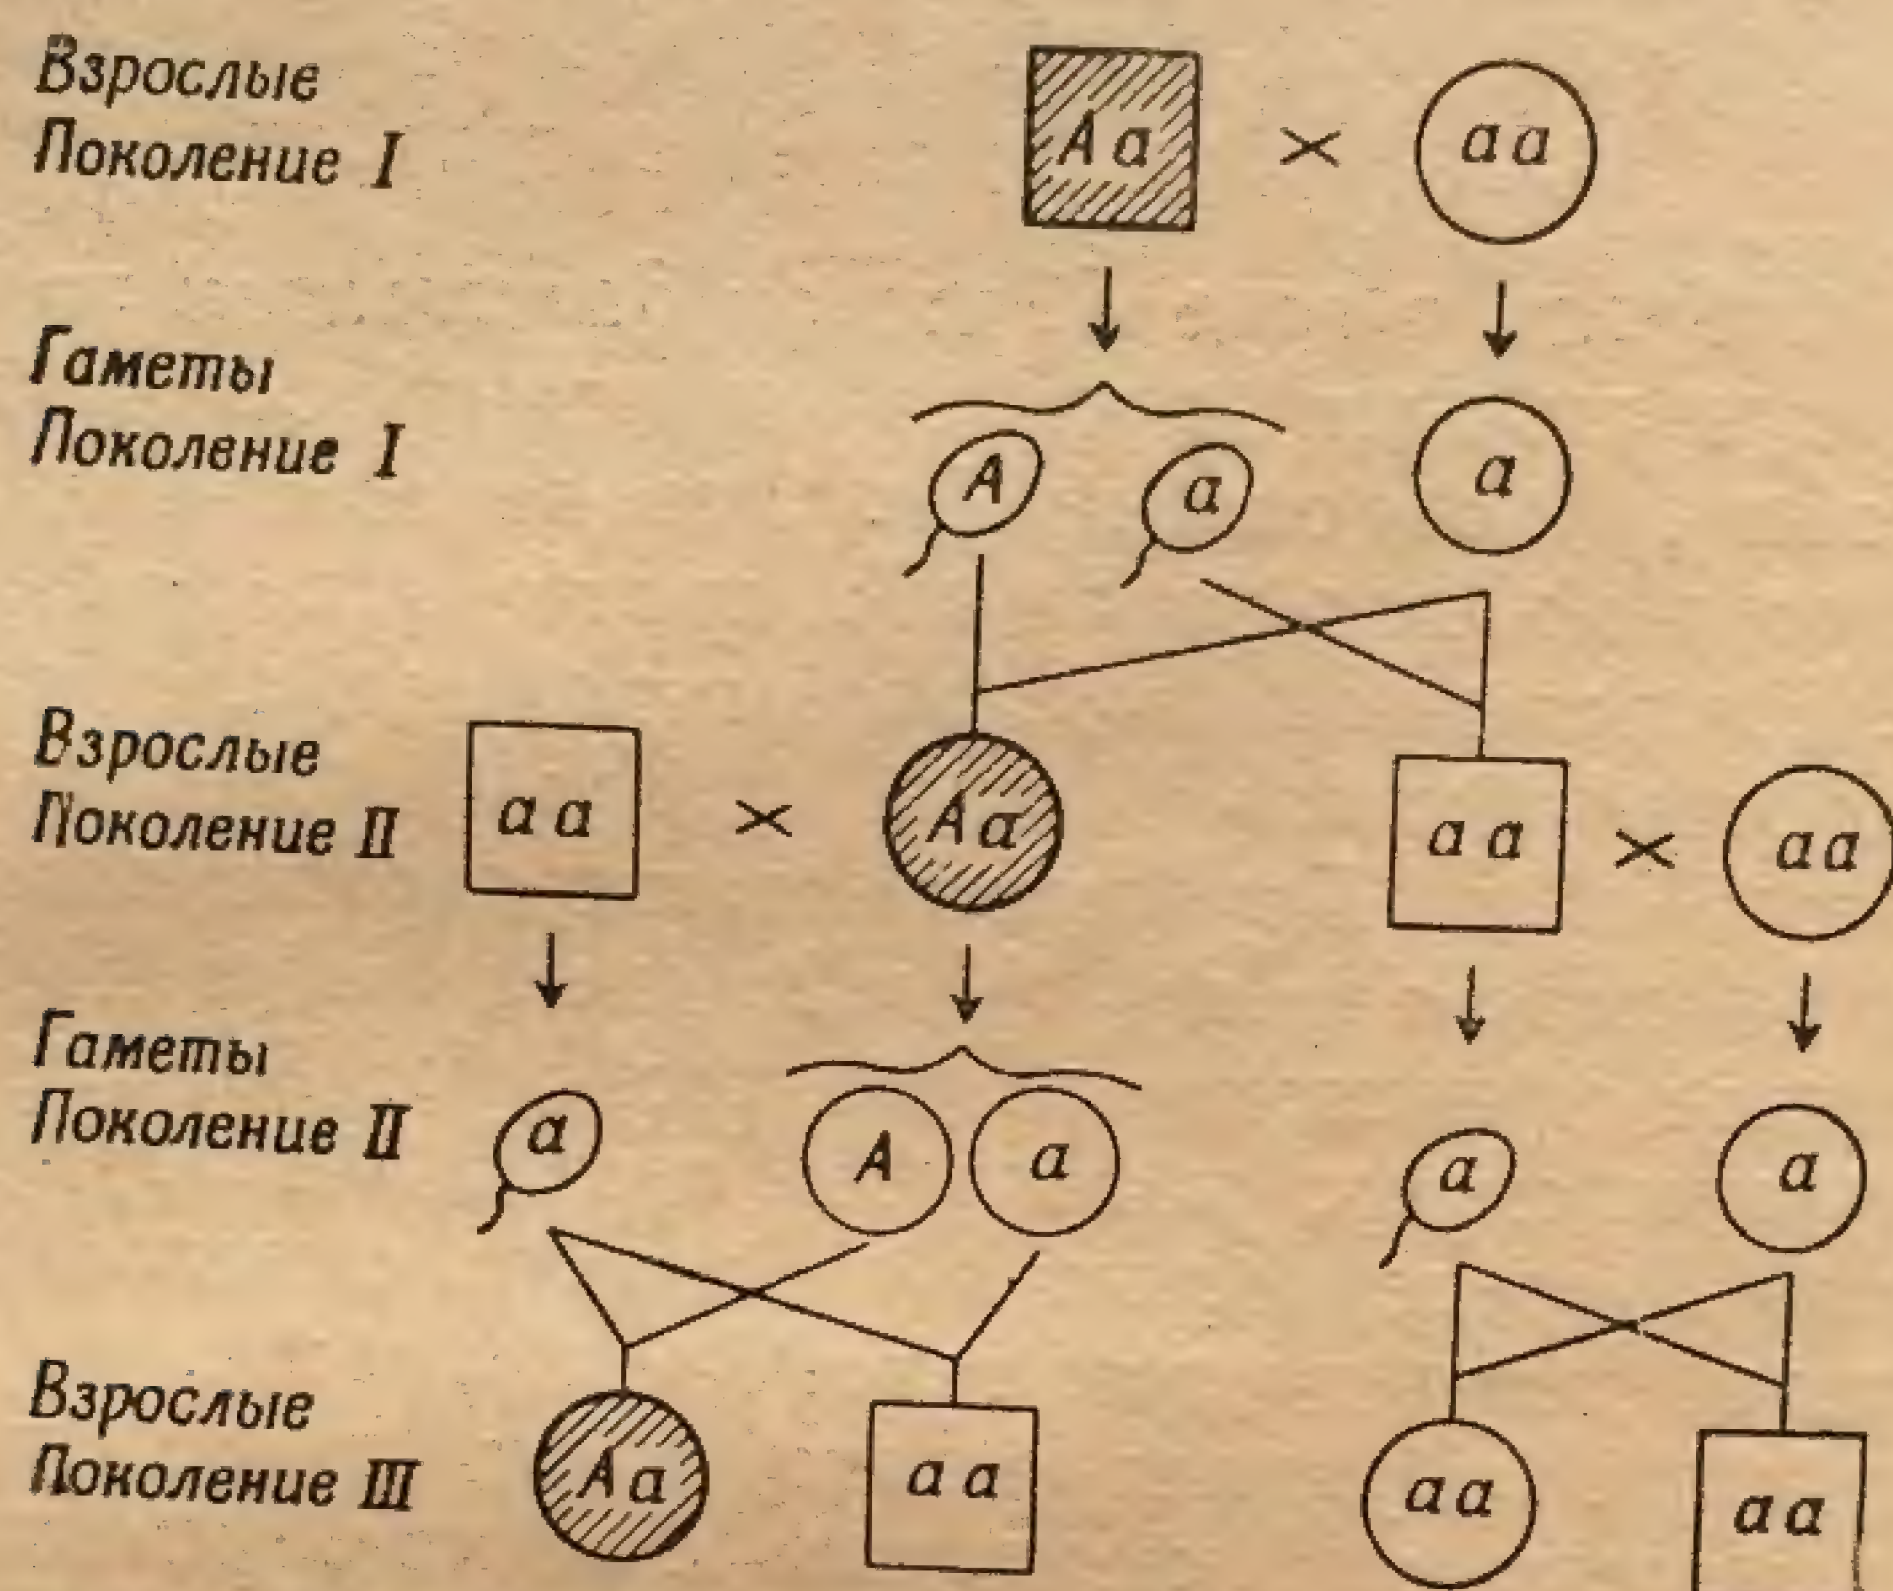 Взрослые
Поколение I
Aa × aa
Гаметы
Поколение I
A a a
Взрослые
Поколение II
aa × Aa aa × aa
Гаметы
Поколение II
a A a a a
Взрослые
Поколение III
Aa aa aa aa